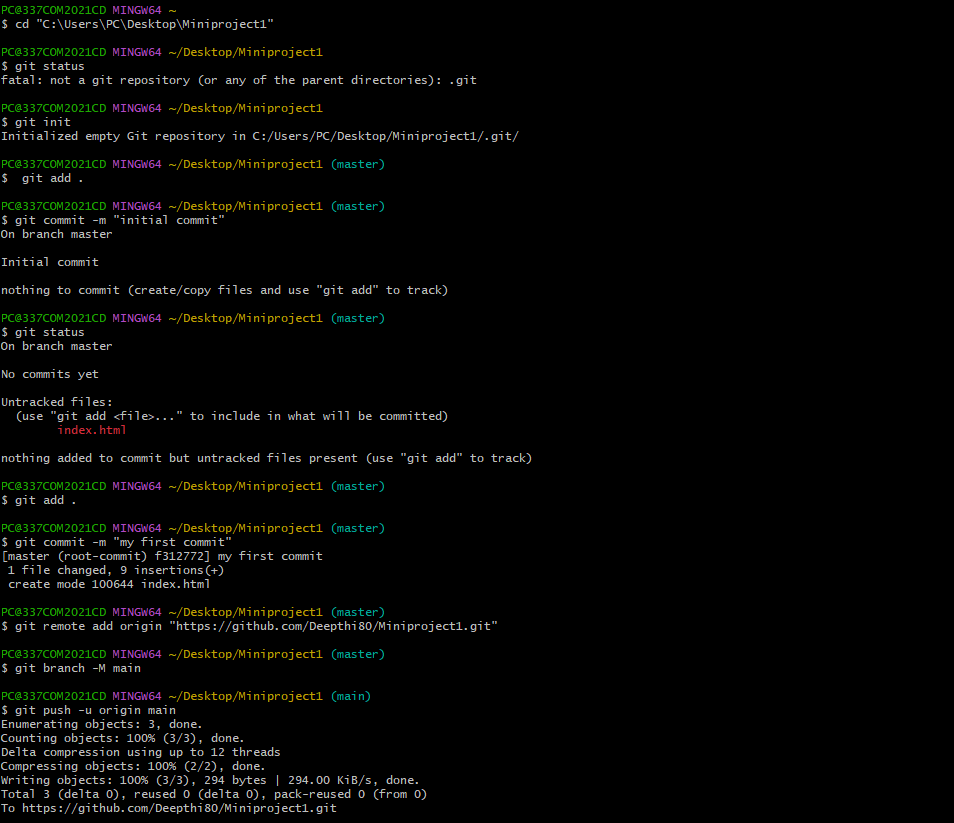 PC@337COM2021CD MINGW64 ~
$ cd "C:\Users\PC\Desktop\Miniproject1"
PC@337COM2021CD MINGW64 ~/Desktop/Miniproject1
$ git status
fatal: not a git repository (or any of the parent directories): .git
PC@337COM2021CD MINGW64 ~/Desktop/Miniproject1
$ git init
Initialized empty Git repository in C:/Users/PC/Desktop/Miniproject1/.git/
PC@337COM2021CD MINGW64 ~/Desktop/Miniproject1 (master)
$  git add .
PC@337COM2021CD MINGW64 ~/Desktop/Miniproject1 (master)
$ git commit -m "initial commit"
On branch master
Initial commit
nothing to commit (create/copy files and use "git add" to track)
PC@337COM2021CD MINGW64 ~/Desktop/Miniproject1 (master)
$ git status
On branch master
No commits yet
Untracked files:
  (use "git add <file>..." to include in what will be committed)
        index.html
nothing added to commit but untracked files present (use "git add" to track)
PC@337COM2021CD MINGW64 ~/Desktop/Miniproject1 (master)
$ git add .
PC@337COM2021CD MINGW64 ~/Desktop/Miniproject1 (master)
$ git commit -m "my first commit"
[master (root-commit) f312772] my first commit
 1 file changed, 9 insertions(+)
 create mode 100644 index.html
PC@337COM2021CD MINGW64 ~/Desktop/Miniproject1 (master)
$ git remote add origin "https://github.com/Deepthi80/Miniproject1.git"
PC@337COM2021CD MINGW64 ~/Desktop/Miniproject1 (master)
$ git branch -M main
PC@337COM2021CD MINGW64 ~/Desktop/Miniproject1 (main)
$ git push -u origin main
Enumerating objects: 3, done.
Counting objects: 100% (3/3), done.
Delta compression using up to 12 threads
Compressing objects: 100% (2/2), done.
Writing objects: 100% (3/3), 294 bytes | 294.00 KiB/s, done.
Total 3 (delta 0), reused 0 (delta 0), pack-reused 0 (from 0)
To https://github.com/Deepthi80/Miniproject1.git